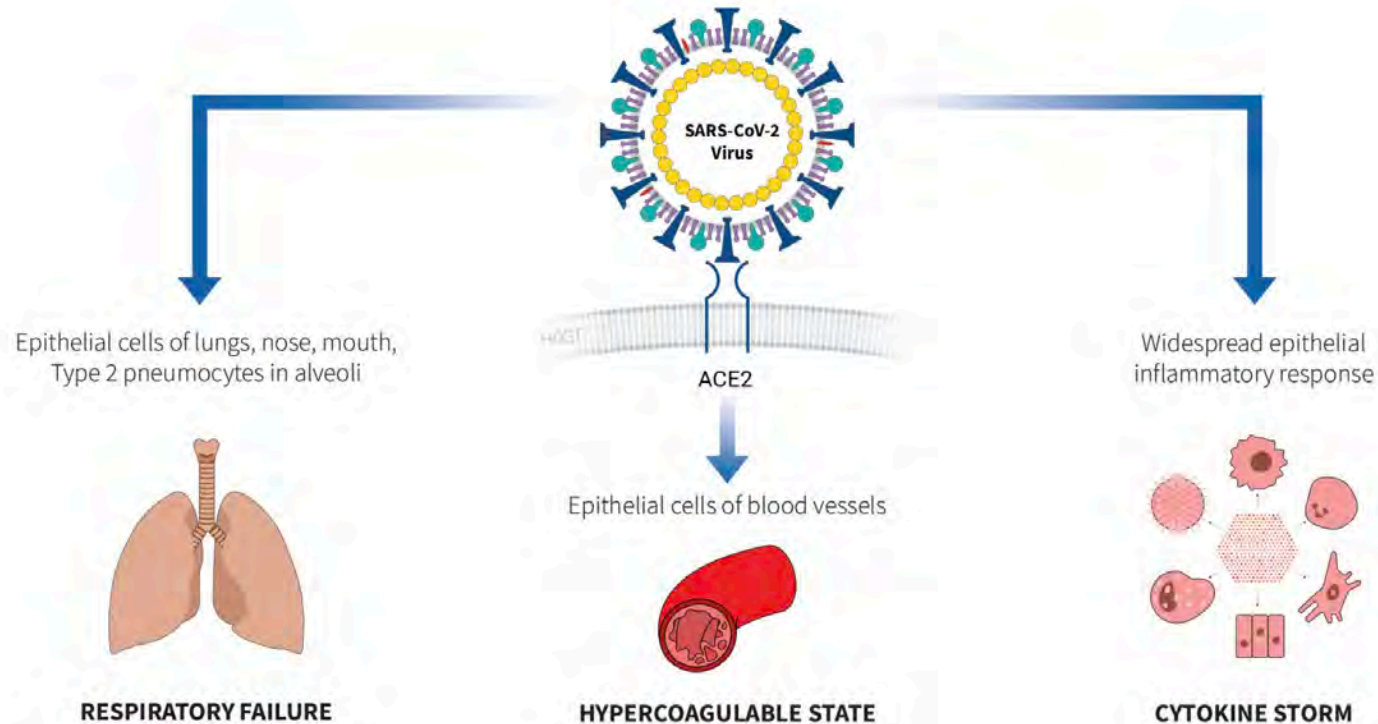 SARS-CoV-2
Virus
HOST
ACE2
Epithelial cells of lungs, nose, mouth,
Type 2 pneumocytes in alveoli
RESPIRATORY FAILURE
Epithelial cells of blood vessels
HYPERCOAGULABLE STATE
Widespread epithelial
inflammatory response
CYTOKINE STORM